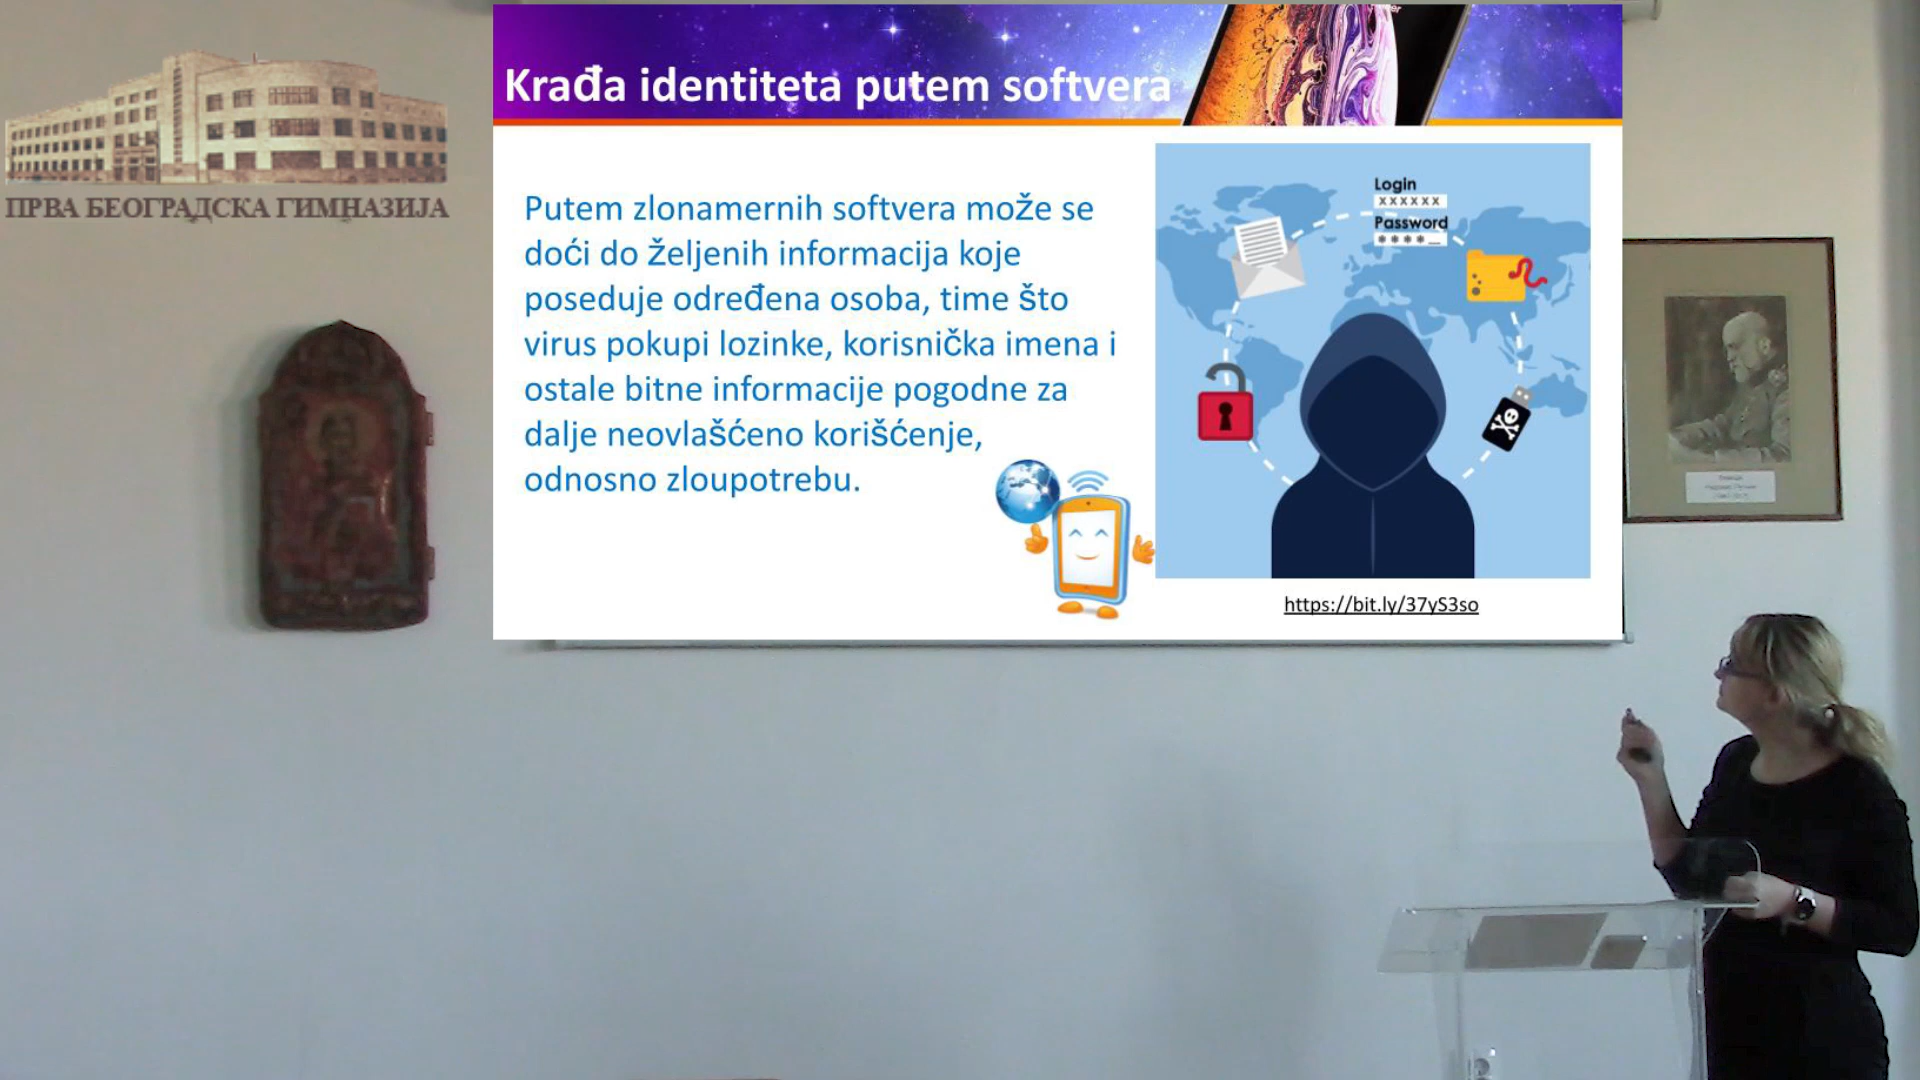 ПРВА БЕОГРАДСКА ГИМНАЗИЈА
Krađa identiteta putem softvera
Putem zlonamernih softvera može se
doći do željenih informacija koje
poseduje određena osoba, time što
virus pokupi lozinke, korisnička imena i
ostale bitne informacije pogodne za
dalje neovlašćeno korišćenje,
odnosno zloupotrebu.
Login
xxxxxx
Password
****_
https://bit.ly/37yS3so